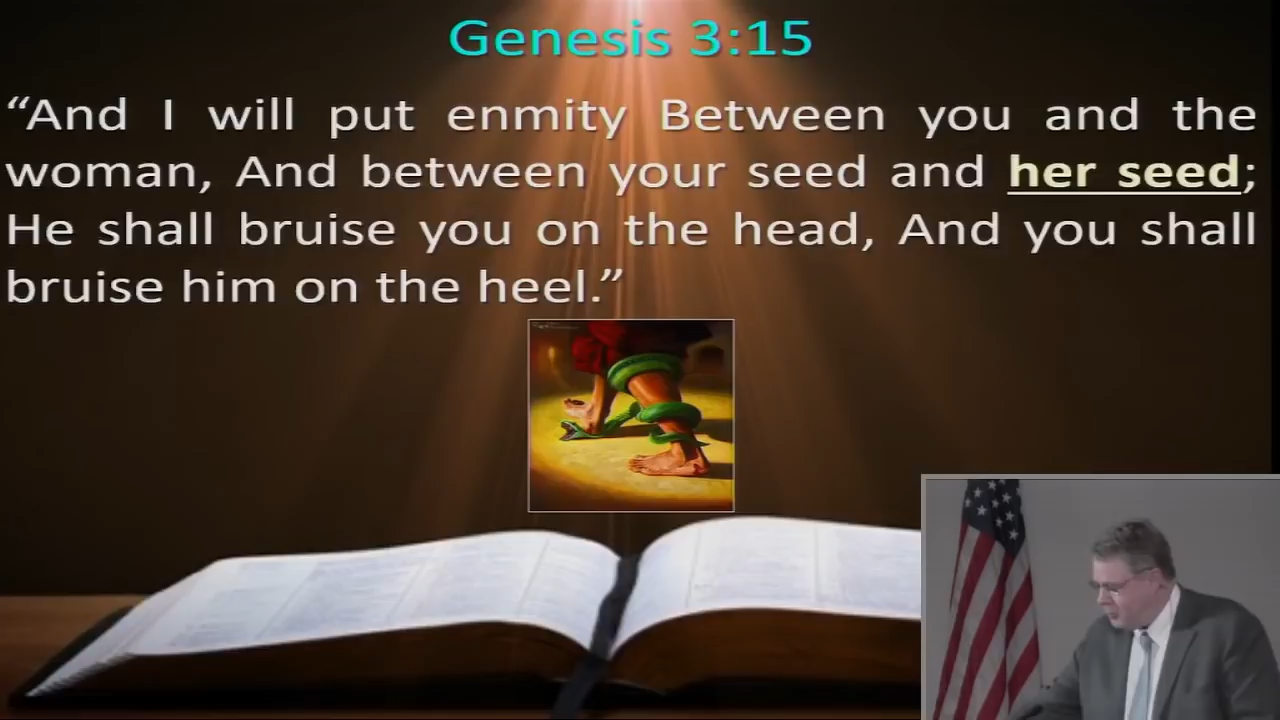 Genesis 3:15
“And I will put enmity Between you and the
woman, And between your seed and her seed;
He shall bruise you on the head, And you shall
bruise him on the heel.”